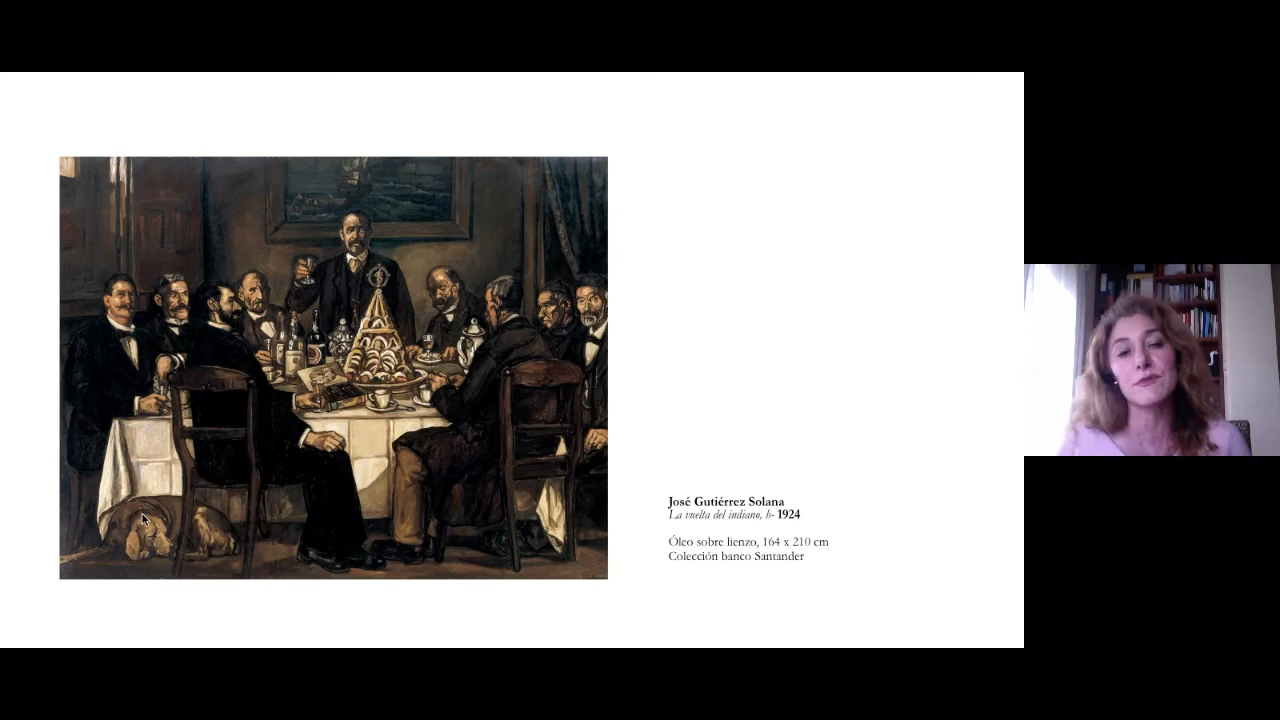 José Gutiérrez Solana
La vuelta del indiano, h- 1924
Óleo sobre lienzo, 164 x 210 cm
Colección banco Santander